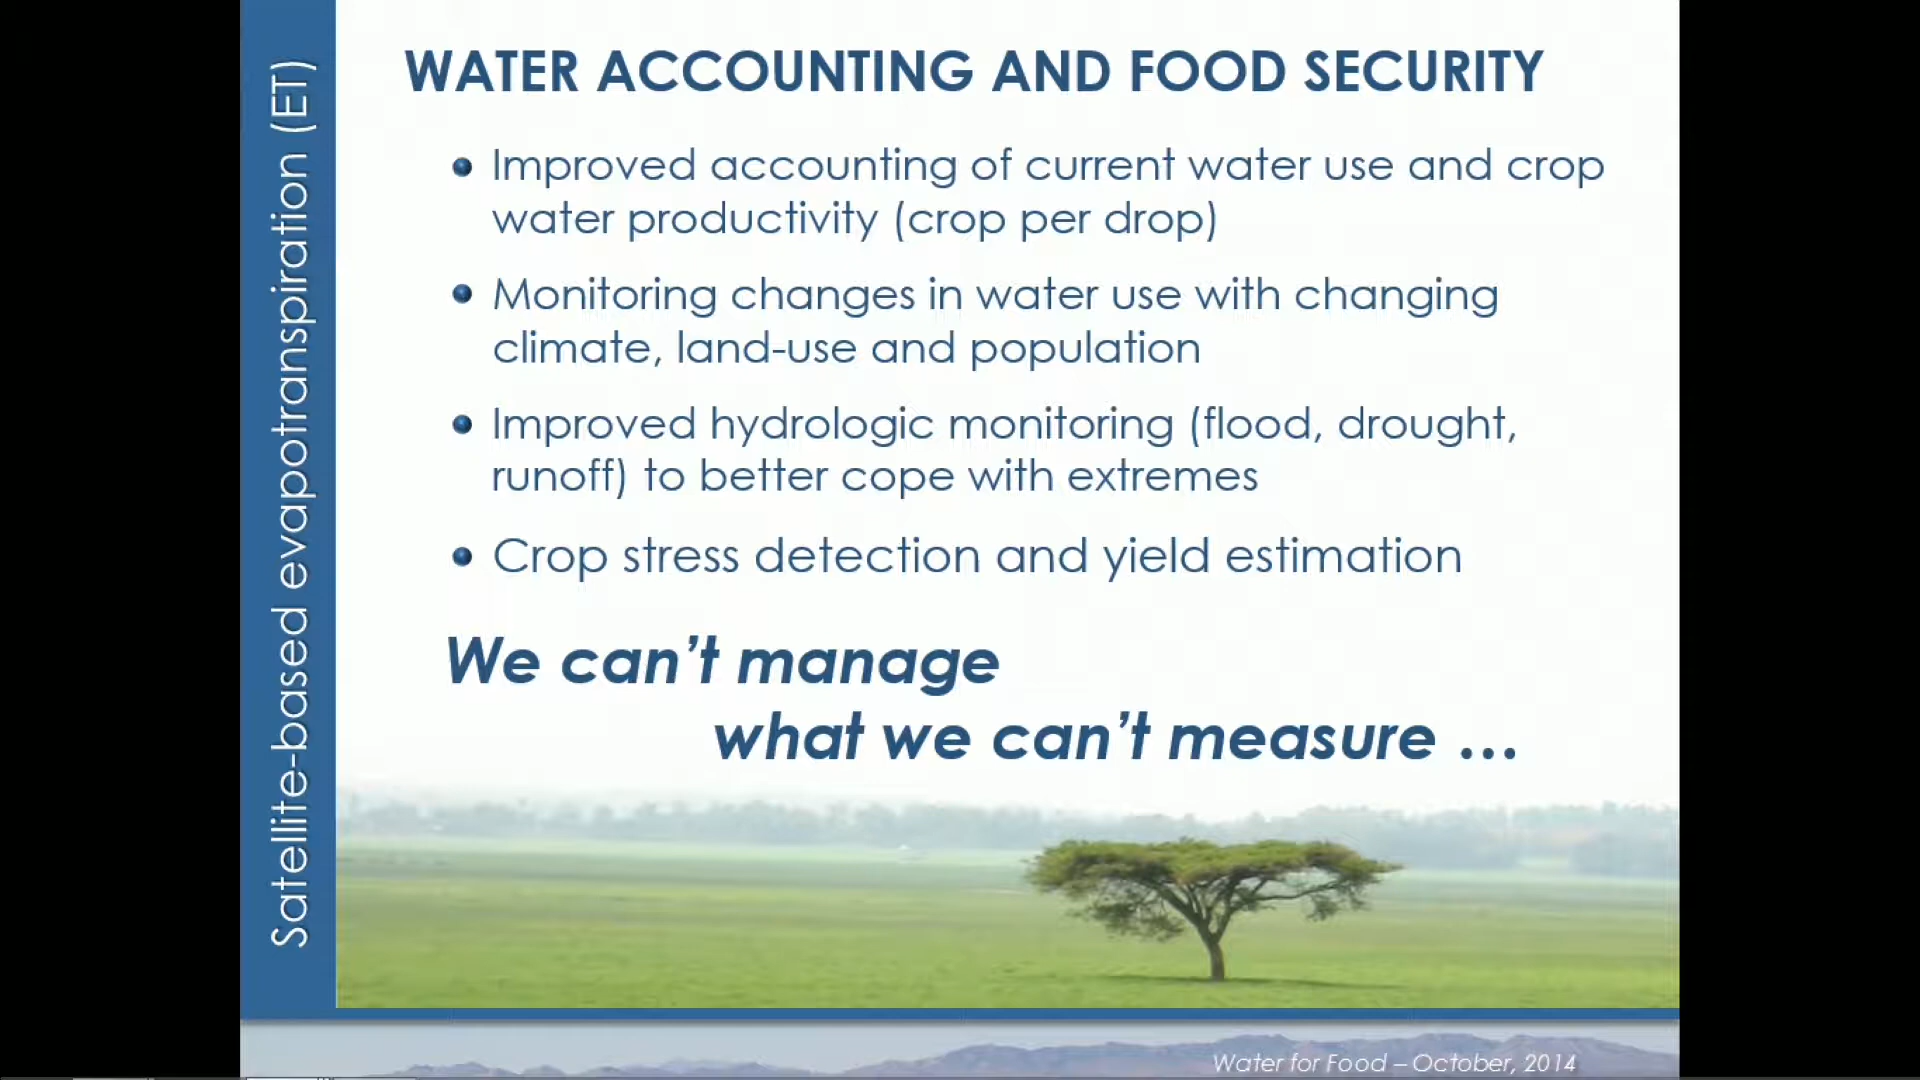 WATER ACCOUNTING AND FOOD SECURITY
Improved accounting of current water use and crop
water productivity (crop per drop)
Monitoring changes in water use with changing
climate, land-use and population
Improved hydrologic monitoring (flood, drought,
runoff) to better cope with extremes
Crop stress detection and yield estimation
We can't manage
what we can't measure ...
Satellite-based evapotranspiration (ET)
Water for Food – October, 2014